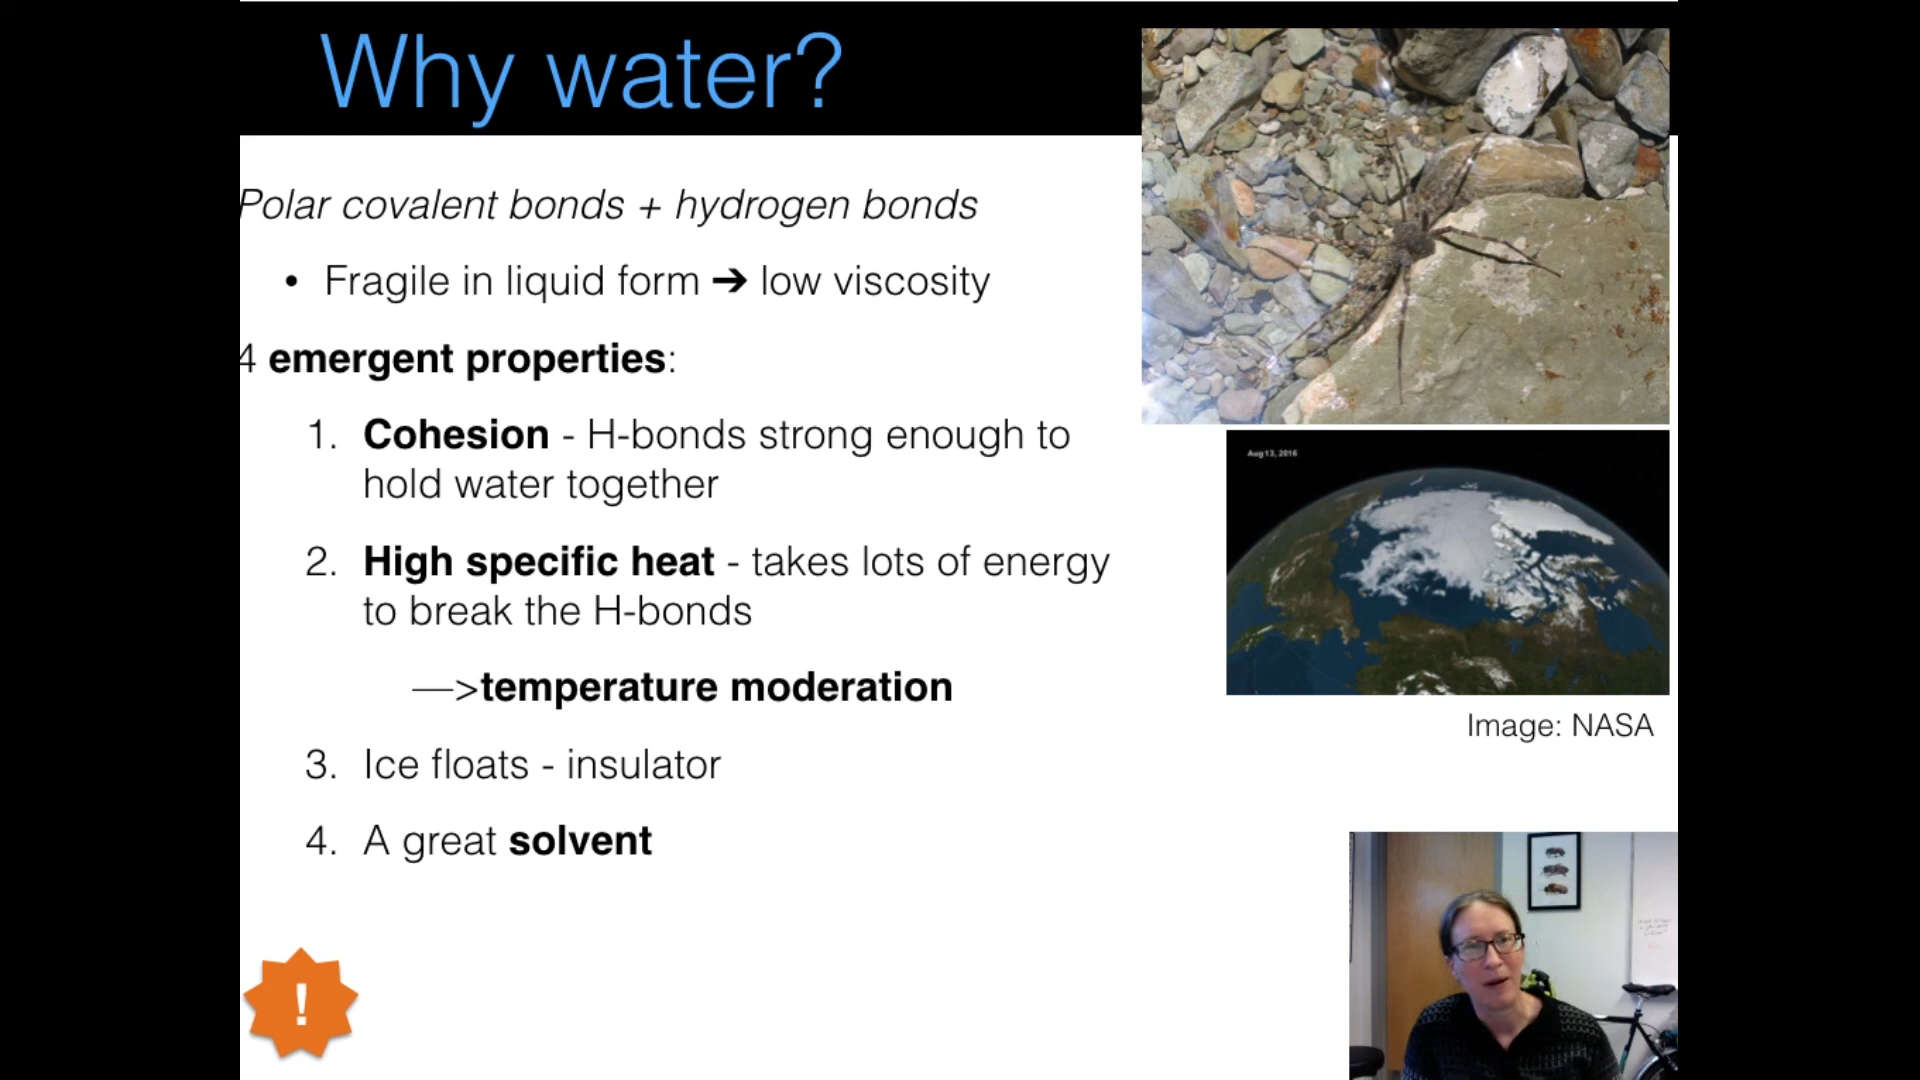 Why water?
Polar covalent bonds + hydrogen bonds
• Fragile in liquid form ➔ low viscosity
4 emergent properties:
1. Cohesion - H-bonds strong enough to
hold water together
2. High specific heat - takes lots of energy
to break the H-bonds
—>temperature moderation
3. Ice floats - insulator
4. A great solvent
!
Aug 13, 2016
Image: NASA